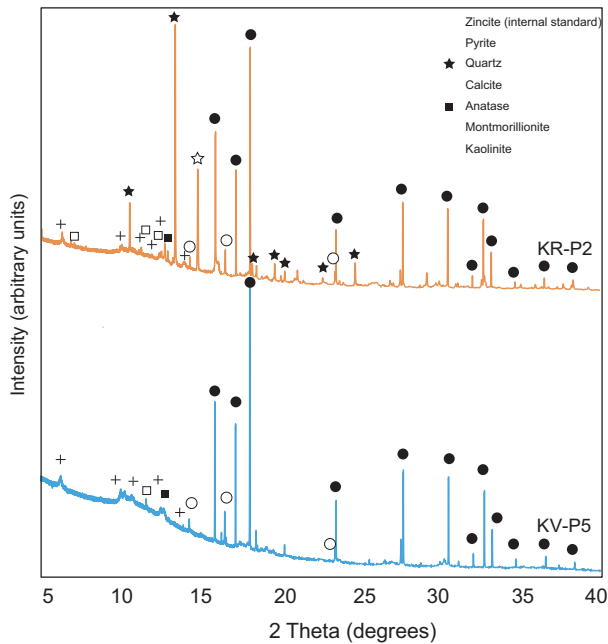 Zincite (internal standard)
Pyrite
Quartz
Calcite
Anatase
Montmorillionite
Kaolinite
KR-P2
KV-P5
Intensity (arbitrary units)
5 10 15 20 25 30 35 40
2 Theta (degrees)